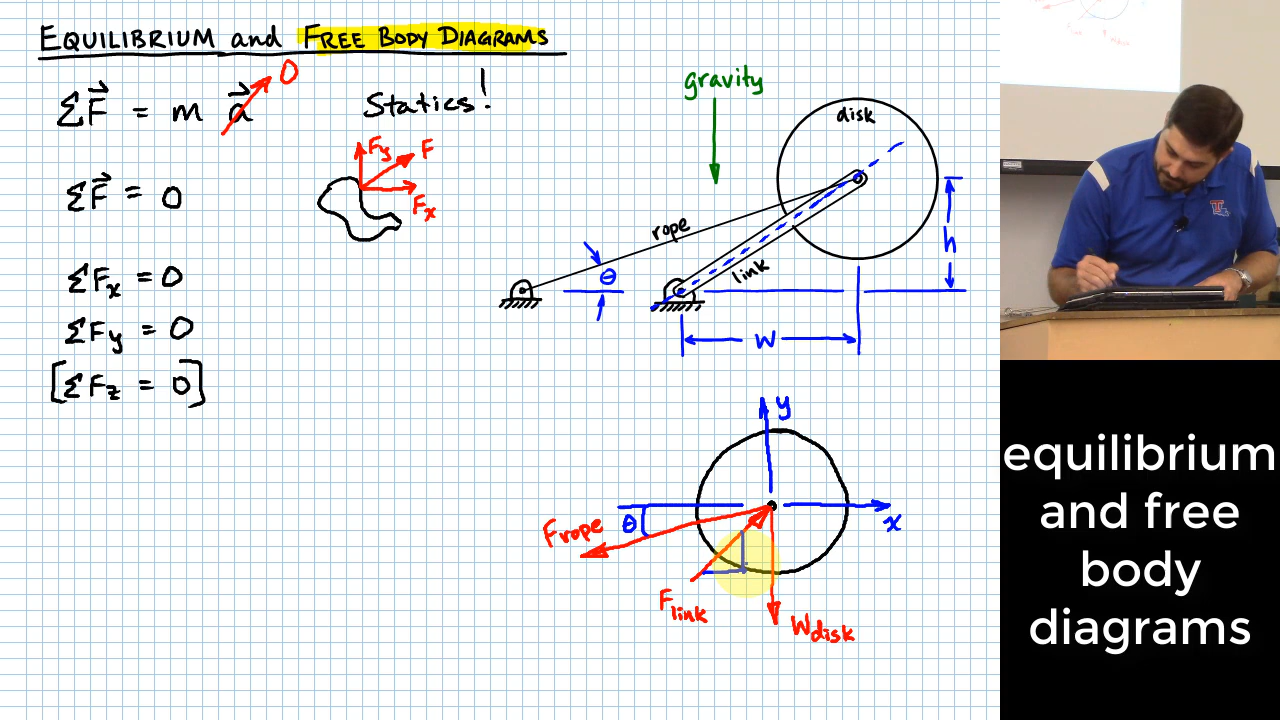 EQUILIBRIUM and FREE BODY DIAGRAMS
ΣF⃗ = m a⃗ 0
Statics!
ΣF⃗ = 0
ΣFx = 0
ΣFy = 0
[ΣFz = 0]
Fy
F
Fx
gravity
disk
rope
link
θ
h
w
y
x
θ
Frope
Flink
Wdisk
equilibrium
and free
body
diagrams